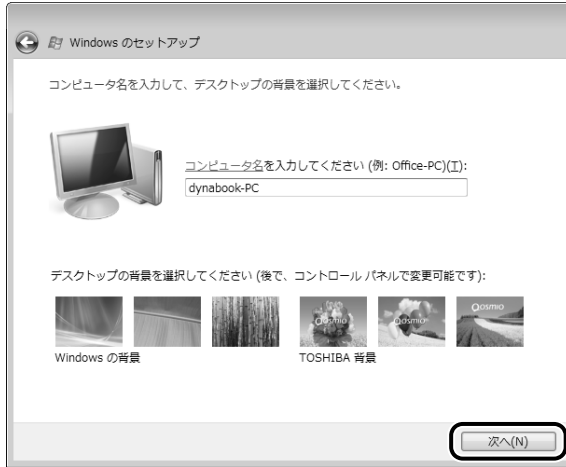 Windows のセットアップ
コンピュータ名を入力して、デスクトップの背景を選択してください。
コンピュータ名を入力してください (例: Office-PC)(T):
dynabook-PC
デスクトップの背景を選択してください (後で、コントロール パネルで変更可能です):
Qosmio Qosmio Qosmio
Windows の背景 TOSHIBA 背景
次へ(N)